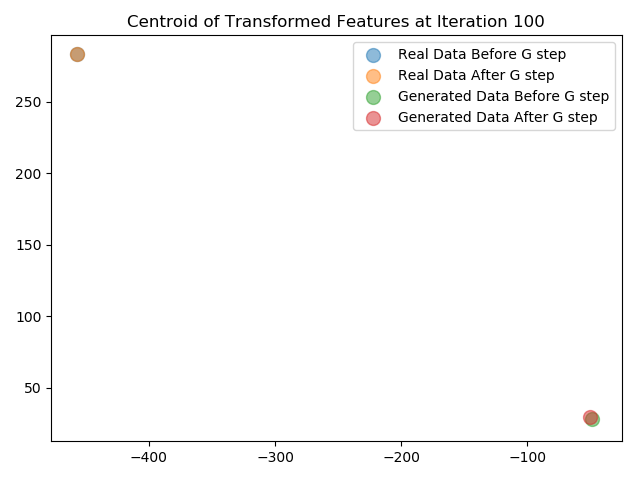 Centroid of Transformed Features at Iteration 100
Real Data Before G step
Real Data After G step
Generated Data Before G step
Generated Data After G step
250
200
150
100
50
−400
−300
−200
−100